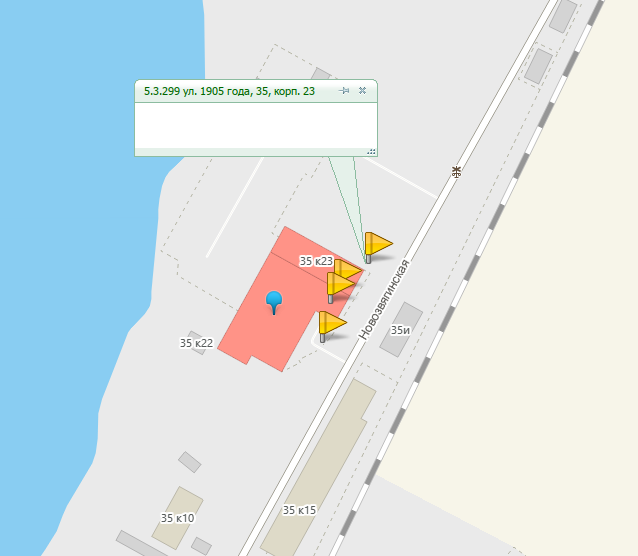 5.3.299 ул. 1905 года, 35, корп. 23
35 к23
Новозвягинская
35и
35 к22
35 к15
35 к10